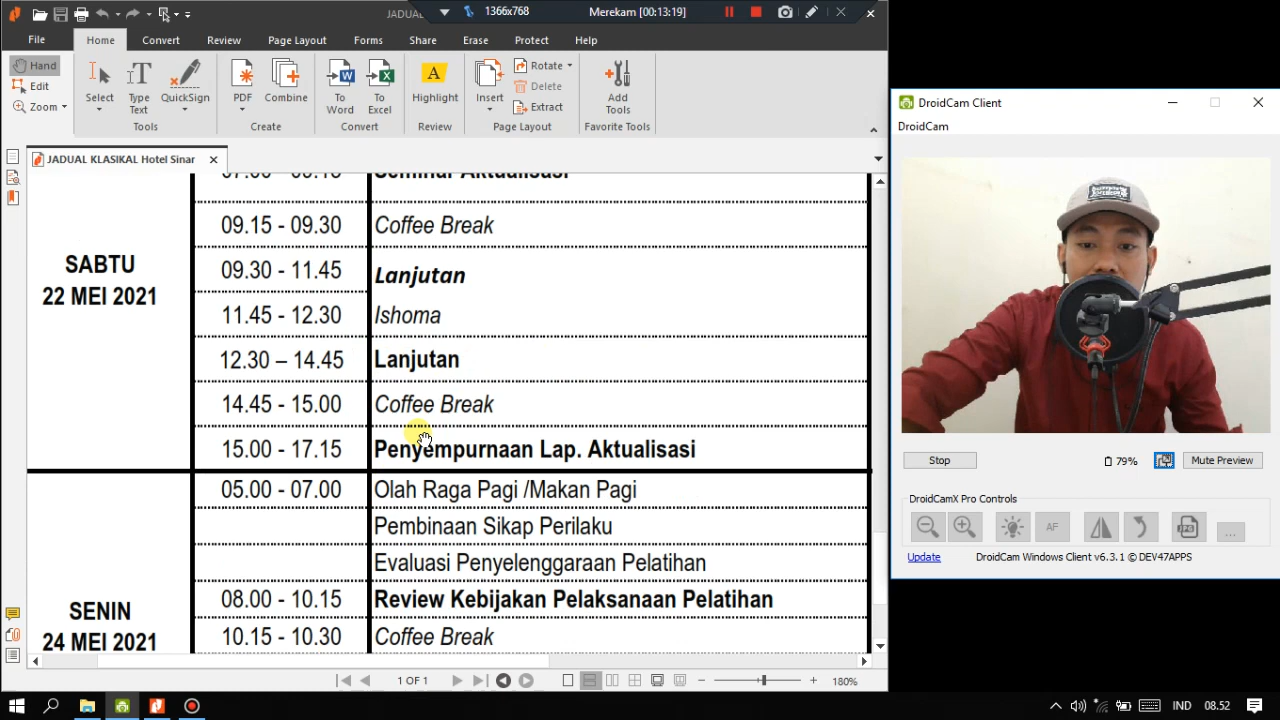 JADUAL
1366x768
Merekam [00:13:19]
File
Home
Convert
Review
Page Layout
Forms
Share
Erase
Protect
Help
Hand
Edit
Zoom
Select
Type Text
QuickSign
PDF
Combine
To Word
To Excel
Highlight
Insert
Rotate
Delete
Extract
Add Tools
Tools
Create
Convert
Review
Page Layout
Favorite Tools
JADUAL KLASIKAL Hotel Sinar
Seminar Aktualisasi
SABTU
22 MEI 2021
09.15 - 09.30 Coffee Break
09.30 - 11.45 Lanjutan
11.45 - 12.30 Ishoma
12.30 – 14.45 Lanjutan
14.45 - 15.00 Coffee Break
15.00 - 17.15 Penyempurnaan Lap. Aktualisasi
SENIN
24 MEI 2021
05.00 - 07.00 Olah Raga Pagi /Makan Pagi
Pembinaan Sikap Perilaku
Evaluasi Penyelenggaraan Pelatihan
08.00 - 10.15 Review Kebijakan Pelaksanaan Pelatihan
10.15 - 10.30 Coffee Break
1 OF 1
180%
DroidCam Client
DroidCam
Stop
79%
Mute Preview
DroidCamX Pro Controls
AF
JPG
...
Update
DroidCam Windows Client v6.3.1 © DEV47APPS
IND
08.52